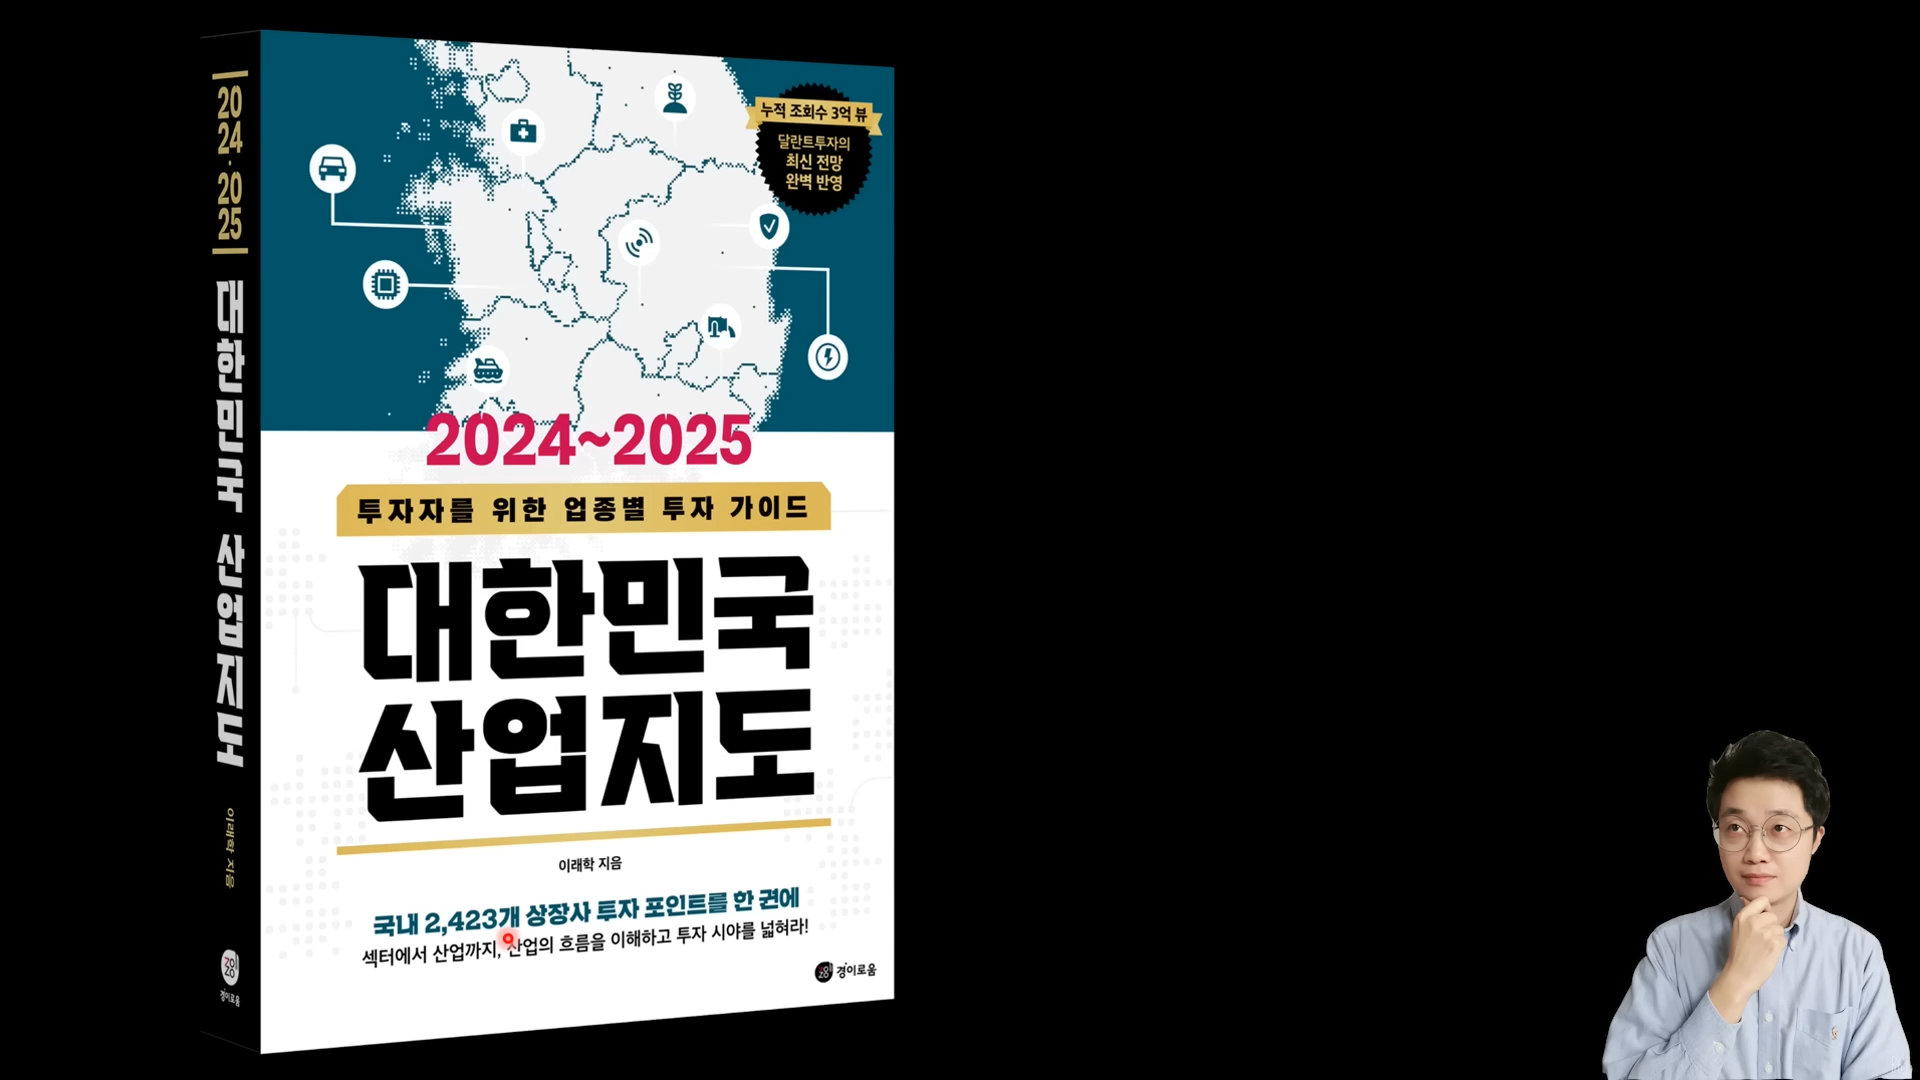 2024·2025
대한민국 산업지도
이래학 지음
경이로움
누적 조회수 3억 뷰
달란트투자의
최신 전망
완벽 반영
2024~2025
투자자를 위한 업종별 투자 가이드
대한민국
산업지도
이래학 지음
국내 2,423개 상장사 투자 포인트를 한 권에
섹터에서 산업까지, 산업의 흐름을 이해하고 투자 시야를 넓혀라!
경이로움